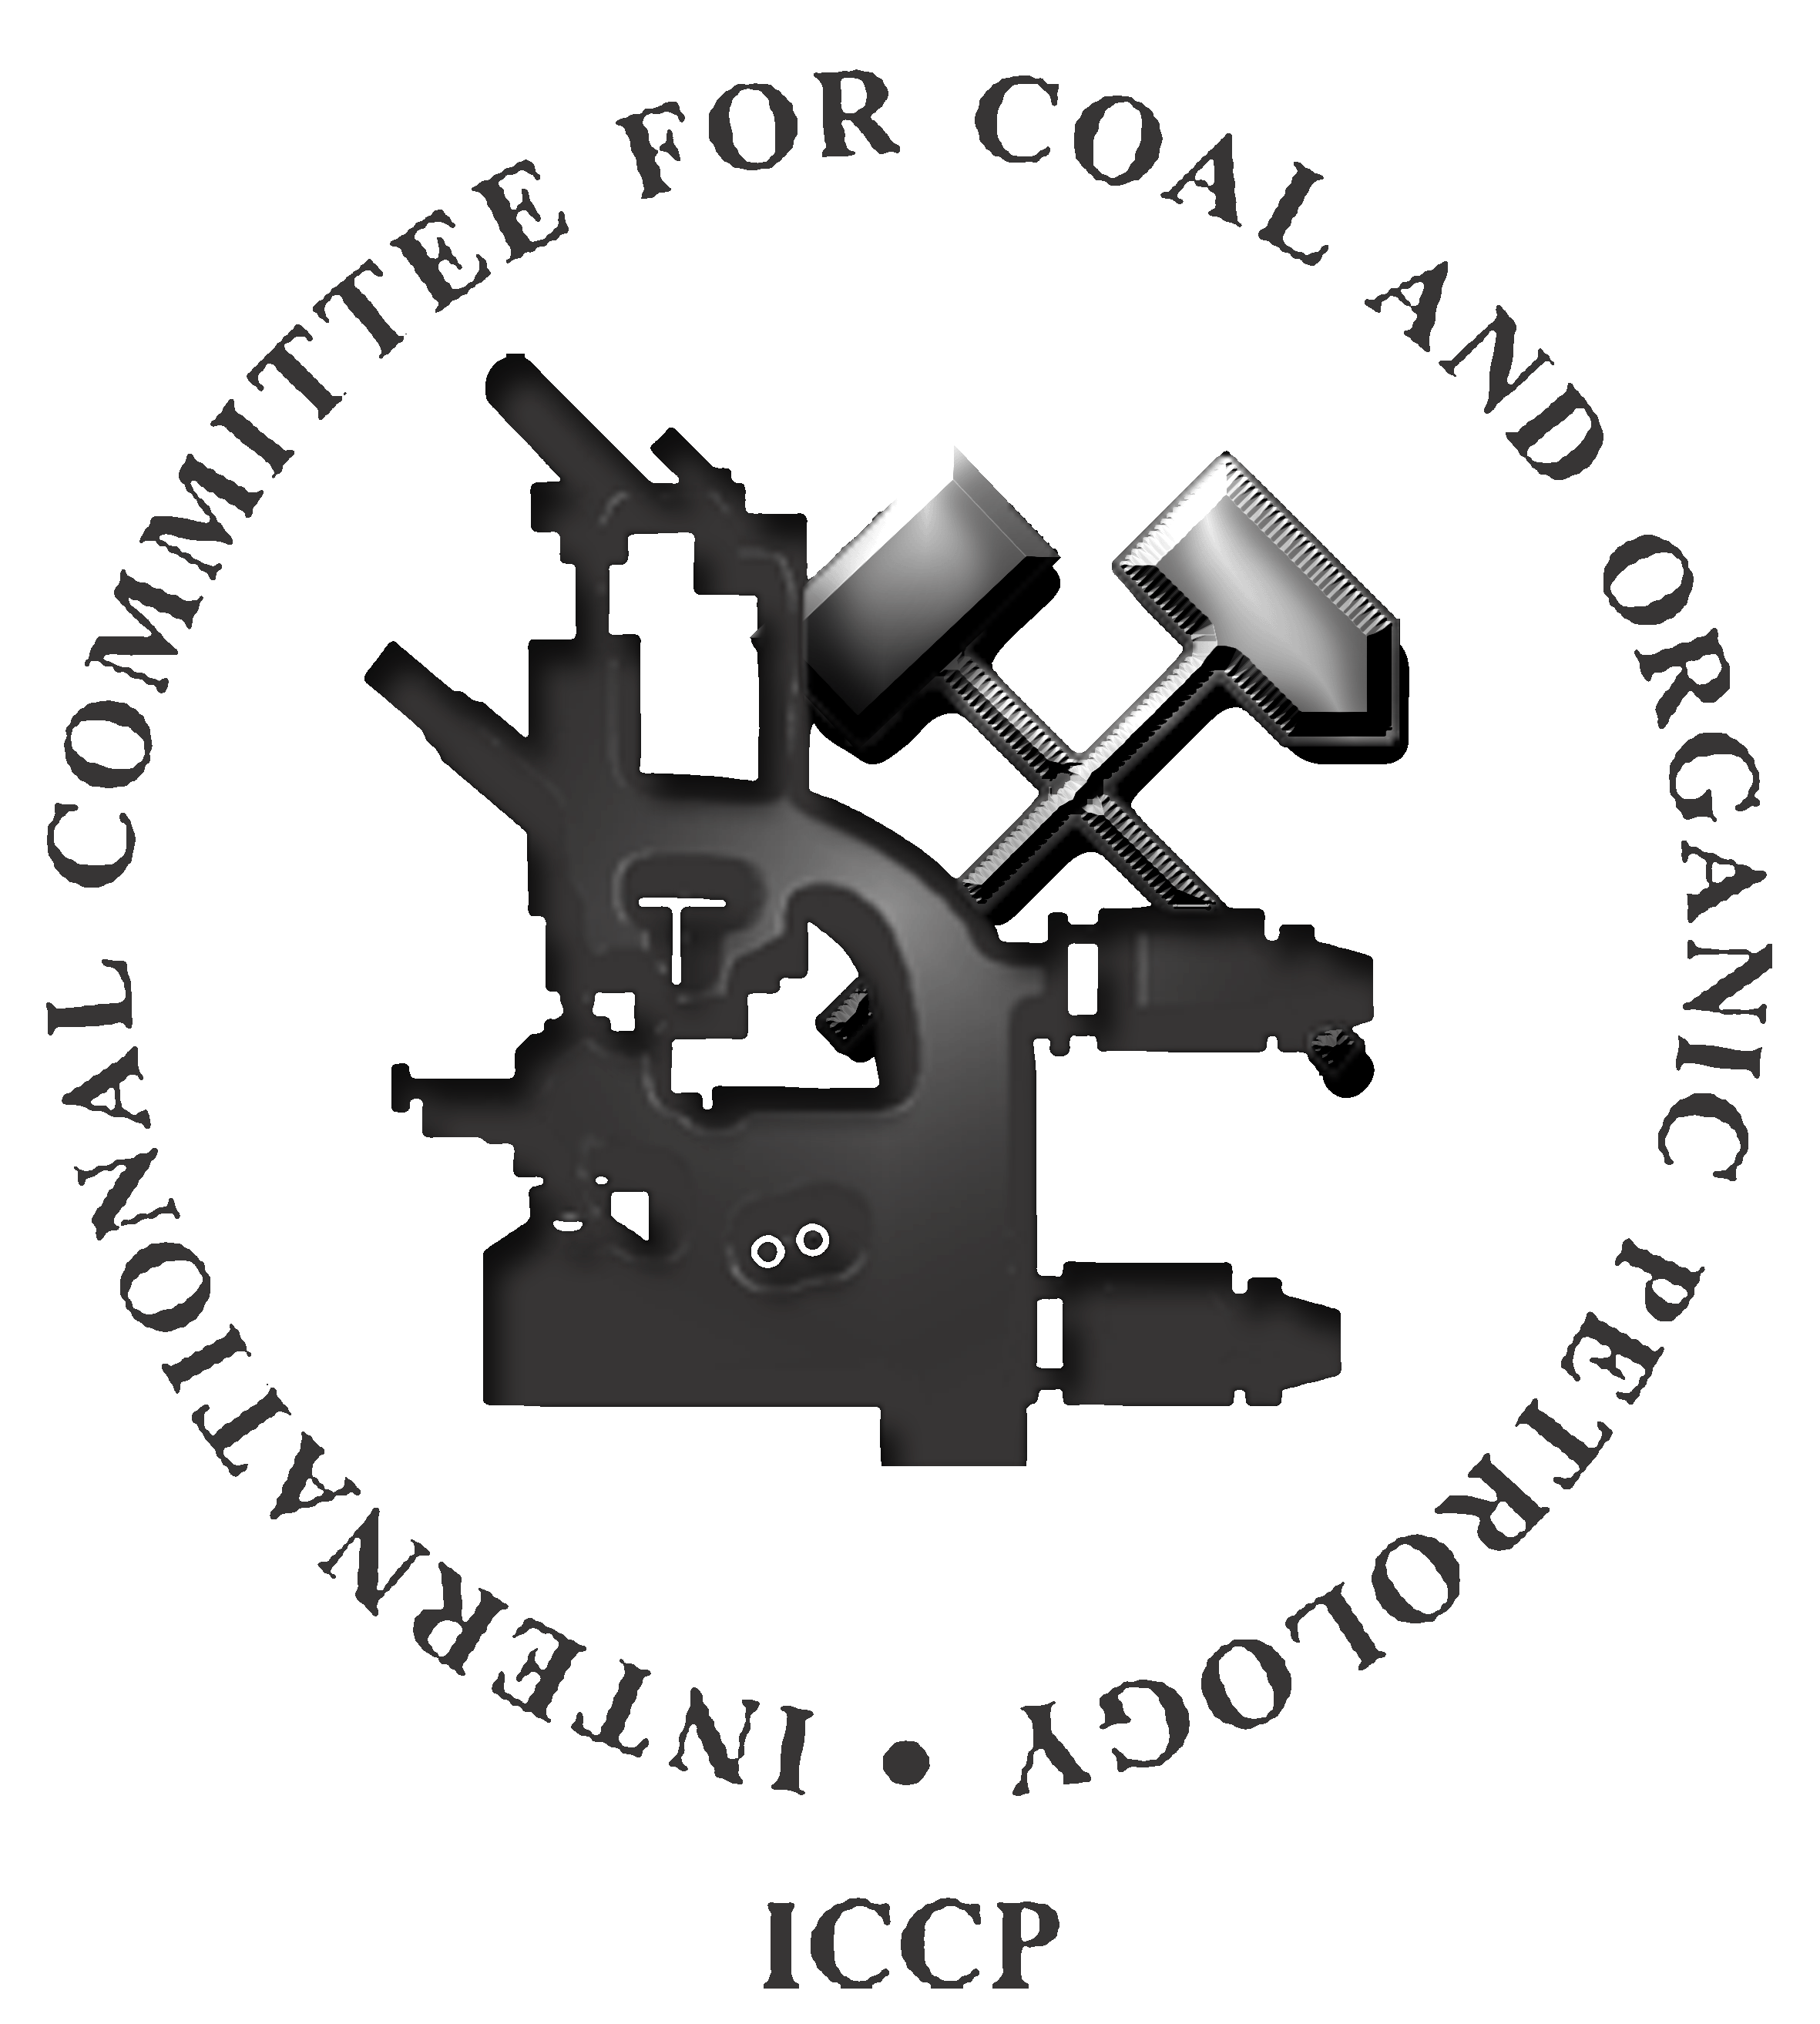 INTERNATIONAL COMMITTEE FOR COAL AND ORGANIC PETROLOGY •
ICCP